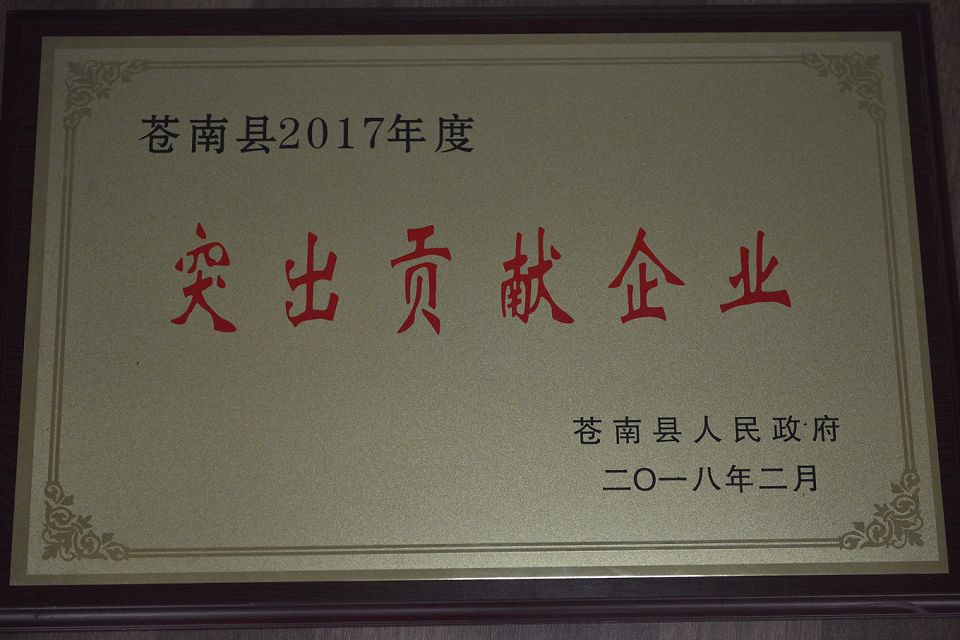 苍南县2017年度
突出贡献企业
苍南县人民政府
二〇一八年二月